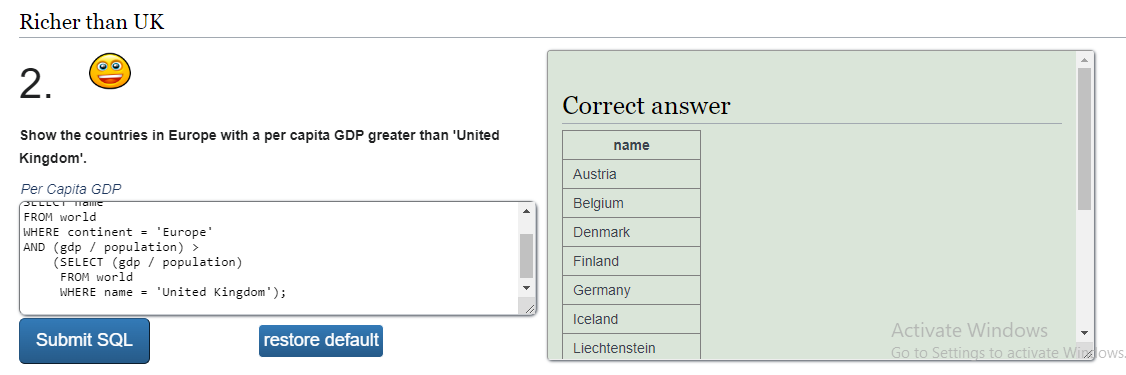 Richer than UK
2.
Show the countries in Europe with a per capita GDP greater than 'United
Kingdom'.
Per Capita GDP
SELECT name
FROM world
WHERE continent = 'Europe'
AND (gdp / population) >
(SELECT (gdp / population)
FROM world
WHERE name = 'United Kingdom');
Submit SQL
restore default
Correct answer
name
Austria
Belgium
Denmark
Finland
Germany
Iceland
Liechtenstein
Activate Windows
Go to Settings to activate Windows.